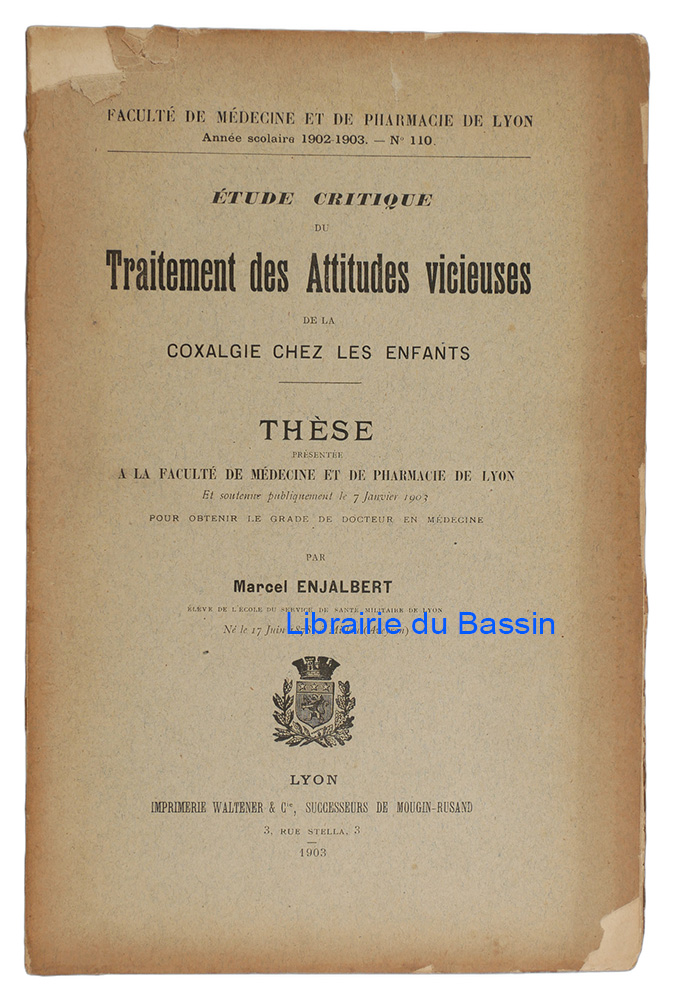 FACULTÉ DE MÉDECINE ET DE PHARMACIE DE LYON
Année scolaire 1902-1903. — N° 110.
ÉTUDE CRITIQUE
DU
Traitement des Attitudes vicieuses
DE LA
COXALGIE CHEZ LES ENFANTS
THÈSE
PRÉSENTÉE
A LA FACULTÉ DE MÉDECINE ET DE PHARMACIE DE LYON
Et soutenue publiquement le 7 Janvier 1903
POUR OBTENIR LE GRADE DE DOCTEUR EN MÉDECINE
PAR
Marcel ENJALBERT
ÉLÈVE DE L'ÉCOLE DU SERVICE DE SANTÉ MILITAIRE DE LYON
Librairie du Bassin
Né le 17 Juin
LYON
IMPRIMERIE WALTENER & Cie, SUCCESSEURS DE MOUGIN-RUSAND
3, RUE STELLA, 3
1903